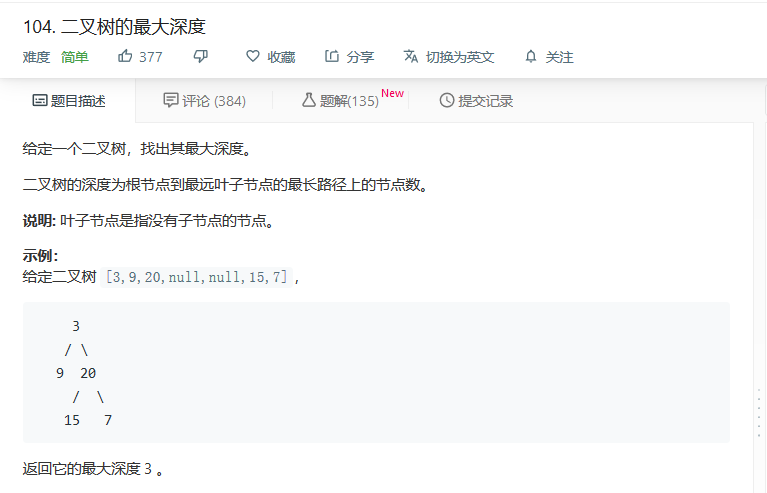 104. 二叉树的最大深度
难度 简单 377 收藏 分享 切换为英文 关注
题目描述 评论 (384) 题解(135) New 提交记录
给定一个二叉树，找出其最大深度。
二叉树的深度为根节点到最远叶子节点的最长路径上的节点数。
说明: 叶子节点是指没有子节点的节点。
示例：
给定二叉树 [3,9,20,null,null,15,7]，
3
/ \
9 20
/ \
15 7
返回它的最大深度 3 。